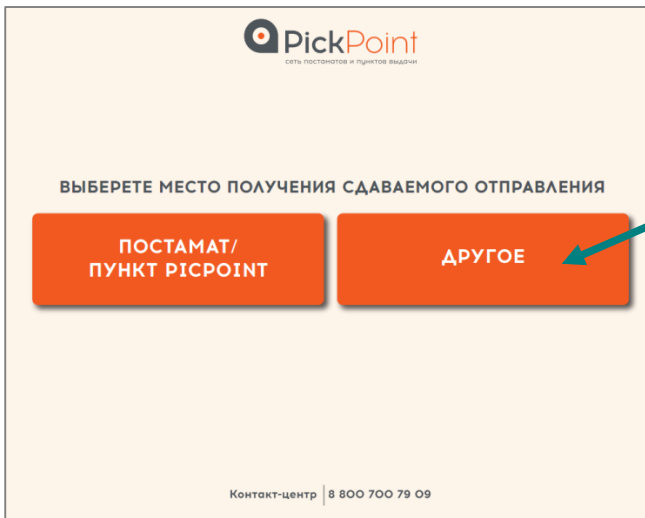 PickPoint
сеть постаматов и пунктов выдачи
ВЫБЕРЕТЕ МЕСТО ПОЛУЧЕНИЯ СДАВАЕМОГО ОТПРАВЛЕНИЯ
ПОСТАМАТ/
ПУНКТ PICPOINT
ДРУГОЕ
Контакт-центр 8 800 700 79 09